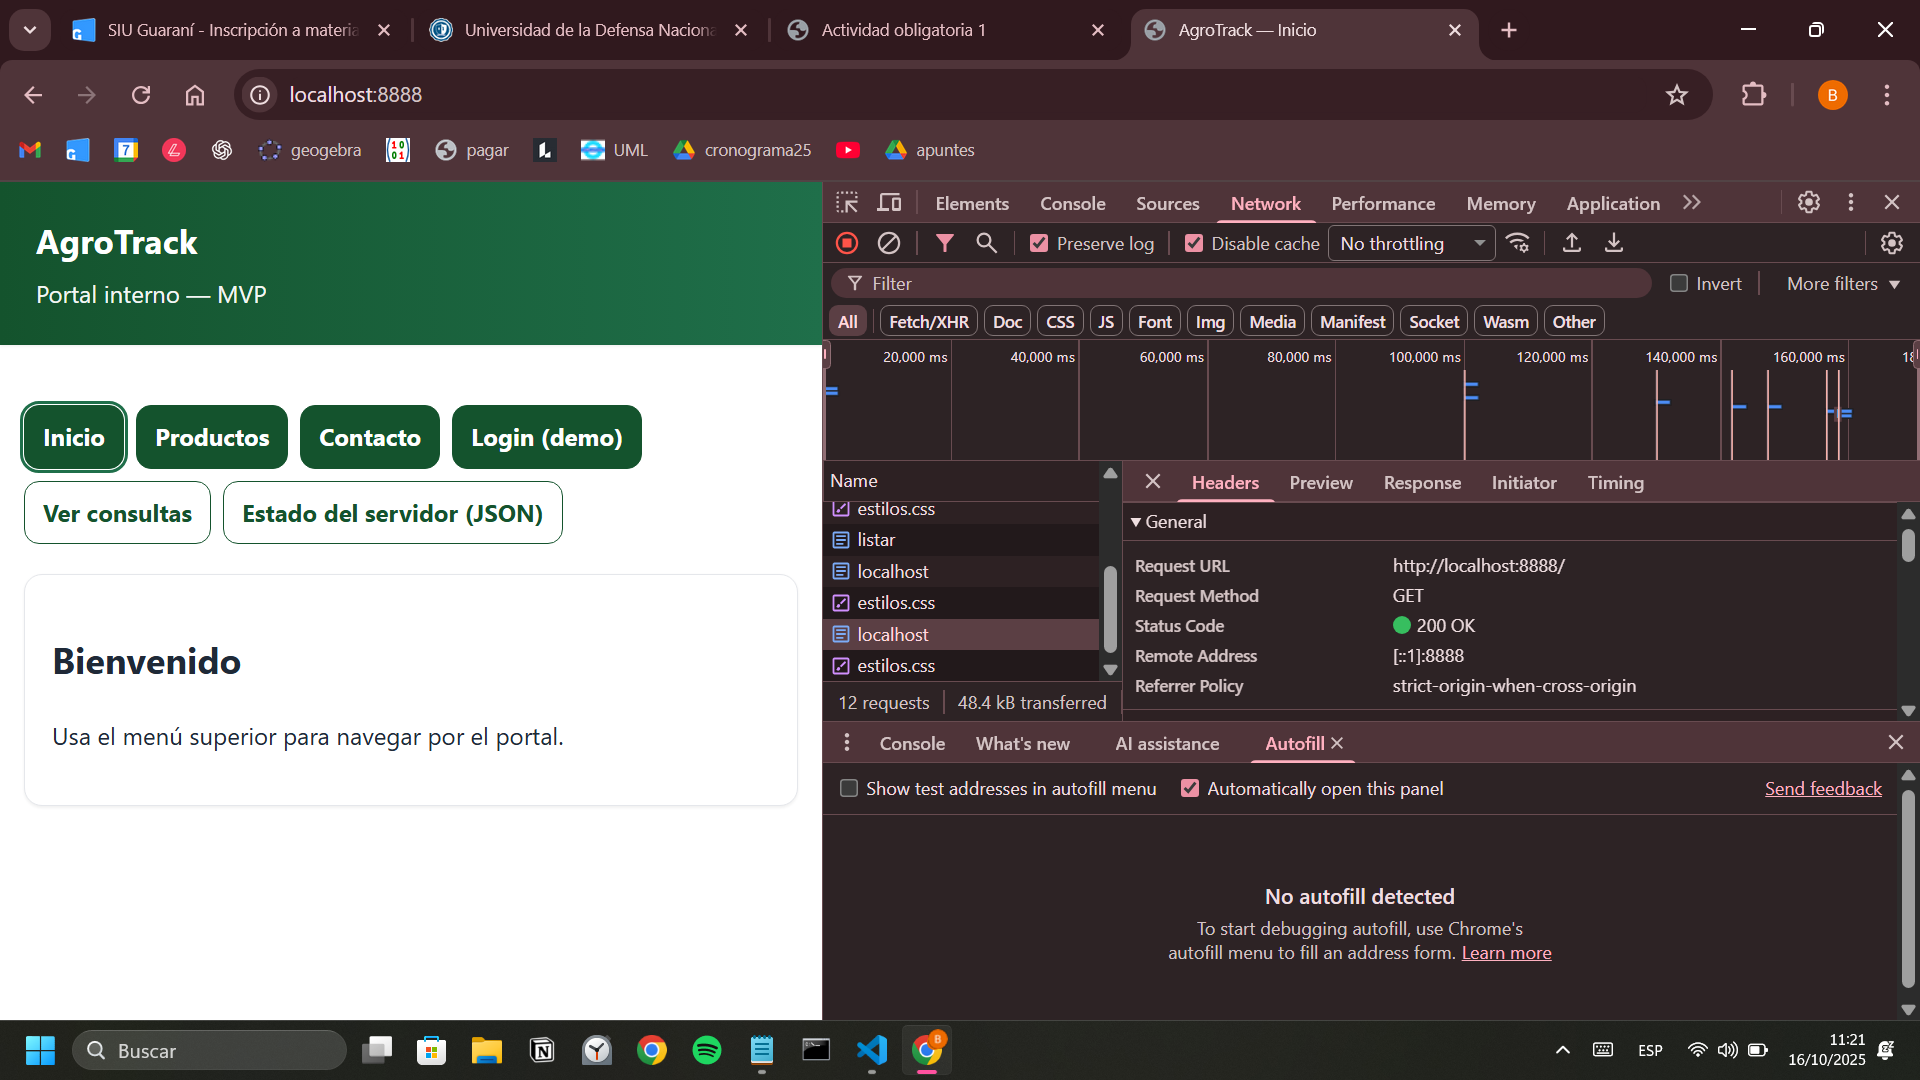 SIU Guaraní - Inscripción a materia
Universidad de la Defensa Naciona
Actividad obligatoria 1
AgroTrack — Inicio
localhost:8888
B
7
geogebra
pagar
UML
cronograma25
apuntes
AgroTrack
Portal interno — MVP
Inicio
Productos
Contacto
Login (demo)
Ver consultas
Estado del servidor (JSON)
Bienvenido
Usa el menú superior para navegar por el portal.
Elements
Console
Sources
Network
Performance
Memory
Application
Preserve log
Disable cache
No throttling
Filter
Invert
More filters
All
Fetch/XHR
Doc
CSS
JS
Font
Img
Media
Manifest
Socket
Wasm
Other
20,000 ms
40,000 ms
60,000 ms
80,000 ms
100,000 ms
120,000 ms
140,000 ms
160,000 ms
Name
estilos.css
listar
localhost
estilos.css
localhost
estilos.css
12 requests
48.4 kB transferred
Headers
Preview
Response
Initiator
Timing
General
Request URL
http://localhost:8888/
Request Method
GET
Status Code
200 OK
Remote Address
[::1]:8888
Referrer Policy
strict-origin-when-cross-origin
Console
What's new
AI assistance
Autofill
Show test addresses in autofill menu
Automatically open this panel
Send feedback
No autofill detected
To start debugging autofill, use Chrome's
autofill menu to fill an address form. Learn more
Buscar
B
ESP
11:21
16/10/2025